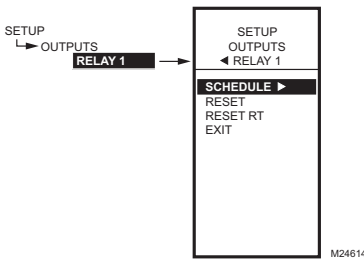 SETUP
OUTPUTS
RELAY 1
SETUP
OUTPUTS
◄ RELAY 1
SCHEDULE ►
RESET
RESET RT
EXIT
M24614